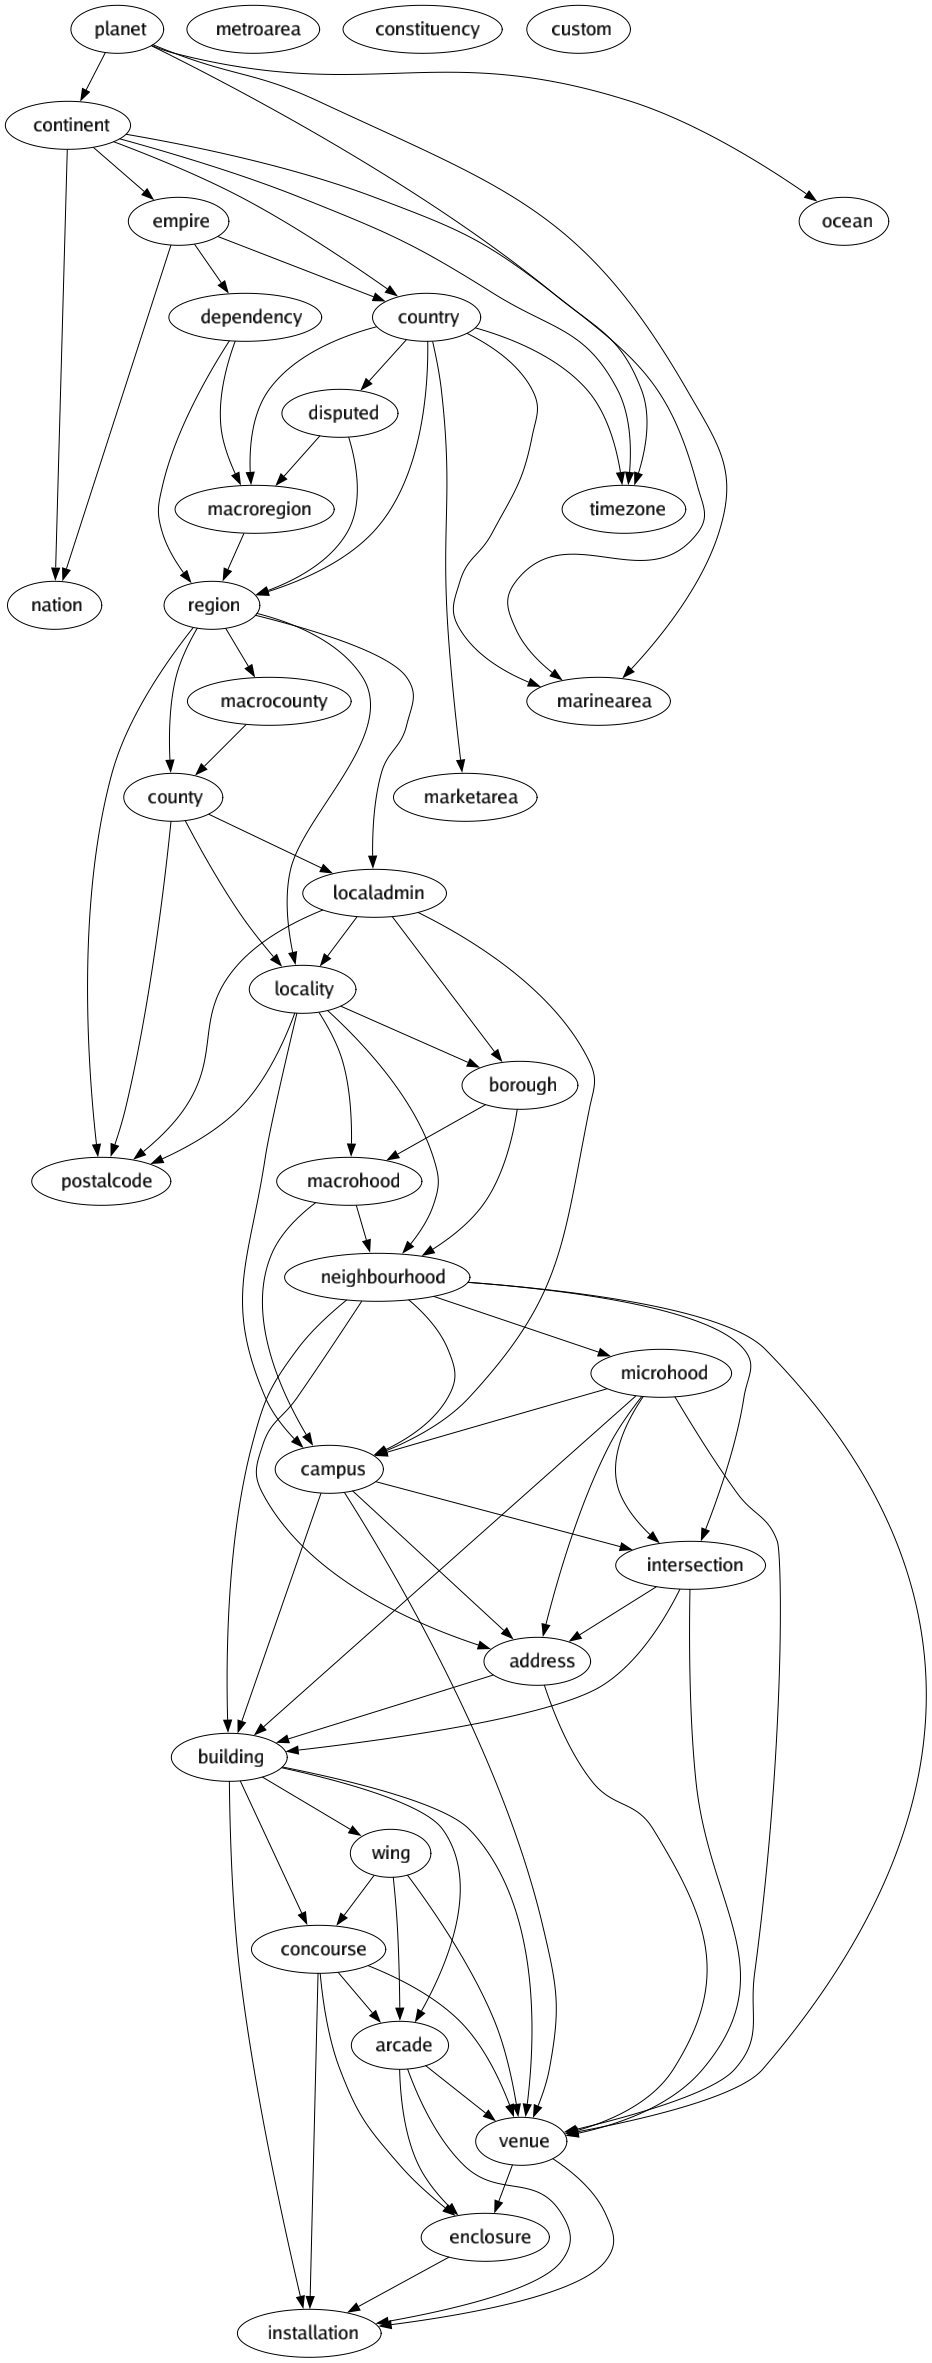 planet
metroarea
constituency
custom
continent
empire
ocean
dependency
country
disputed
macroregion
timezone
nation
region
macrocounty
marinearea
county
marketarea
localadmin
locality
borough
postalcode
macrohood
neighbourhood
microhood
campus
intersection
address
building
wing
concourse
arcade
venue
enclosure
installation